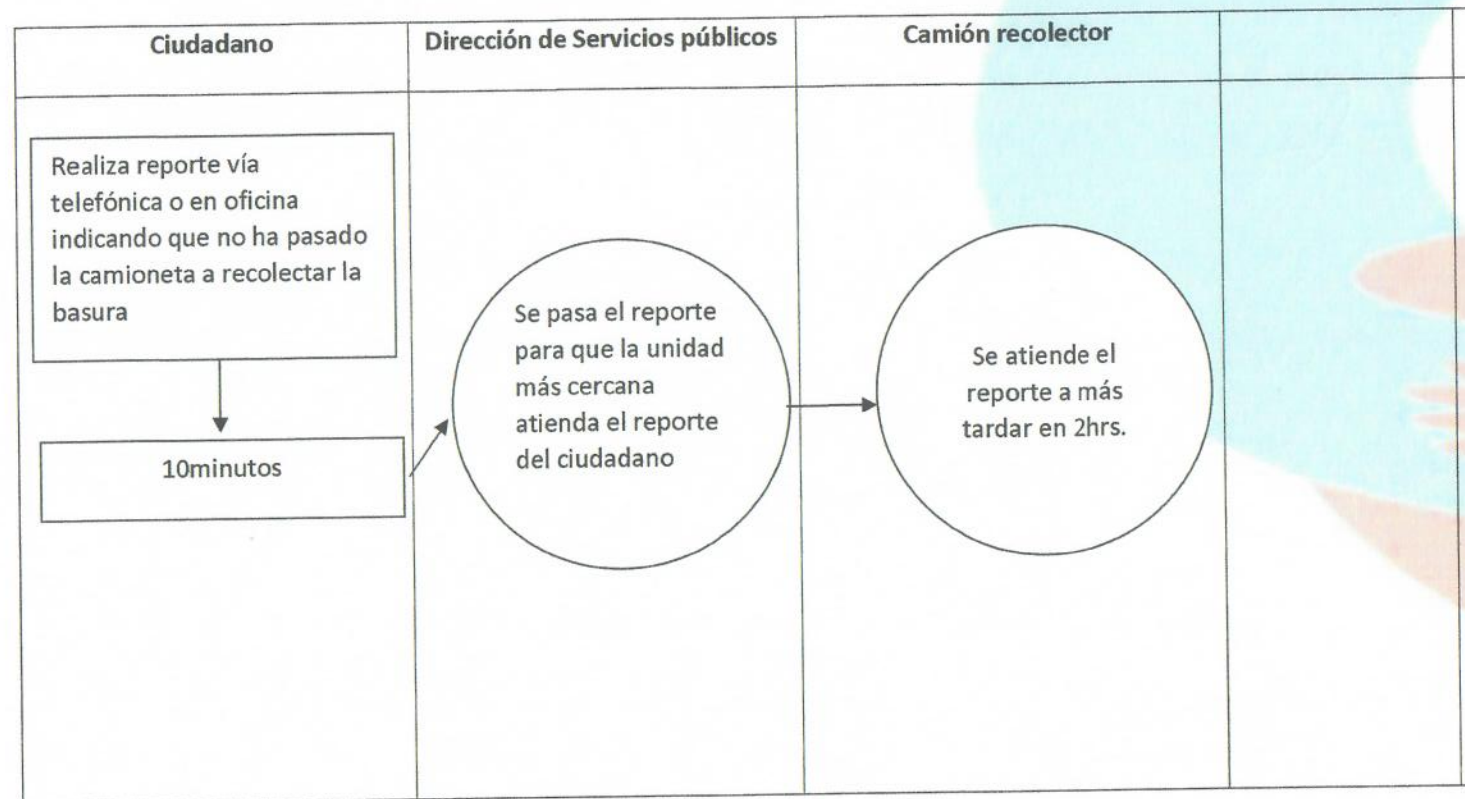 Ciudadano
Dirección de Servicios públicos
Camión recolector
Realiza reporte vía
telefónica o en oficina
indicando que no ha pasado
la camioneta a recolectar la
basura
10minutos
Se pasa el reporte
para que la unidad
más cercana
atienda el reporte
del ciudadano
Se atiende el
reporte a más
tardar en 2hrs.